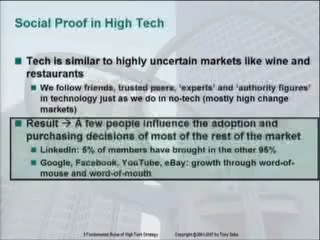 Social Proof in High Tech
Tech is similar to highly uncertain markets like wine and
restaurants
We follow friends, trusted peers, 'experts' and 'authority figures'
in technology just as we do in no-tech (mostly high change
markets)
Result → A few people influence the adoption and
purchasing decisions of most of the rest of the market
LinkedIn: 5% of members have brought in the other 95%
Google, Facebook, YouTube, eBay: growth through word-of-
mouse and word-of-mouth
Fundamental Rules of High Tech Strategy
Copyright @2001-2007 by Tony Seba